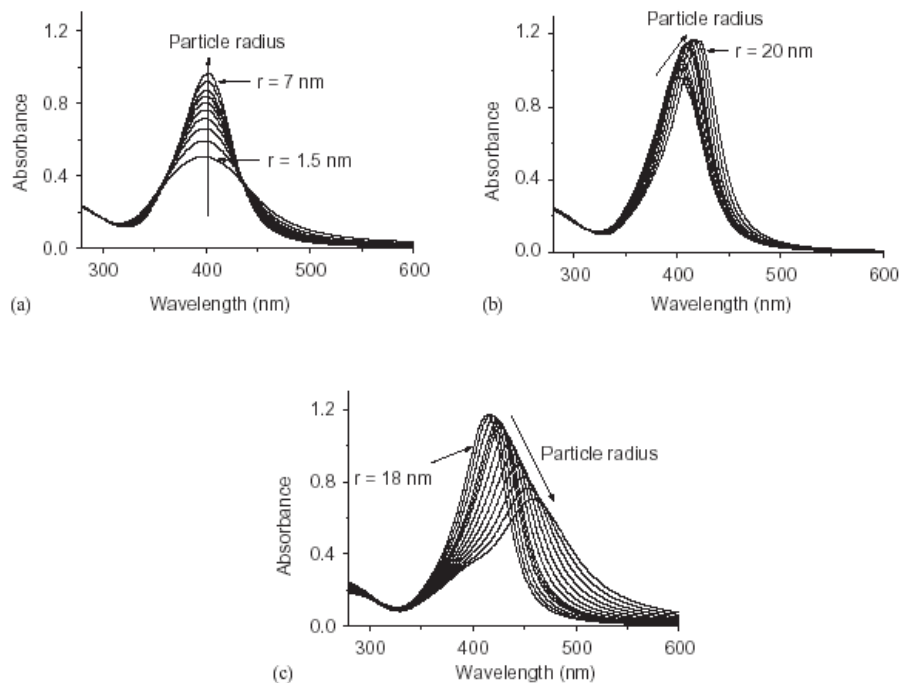 1.2
Particle radius
r = 7 nm
0.8
Absorbance
r = 1.5 nm
0.4
0.0
300 400 500 600
(a) Wavelength (nm)
Particle radius
1.2
r = 20 nm
0.8
Absorbance
0.4
0.0
300 400 500 600
(b) Wavelength (nm)
1.2
Particle radius
r = 18 nm
0.8
Absorbance
0.4
0.0
300 400 500 600
(c) Wavelength (nm)